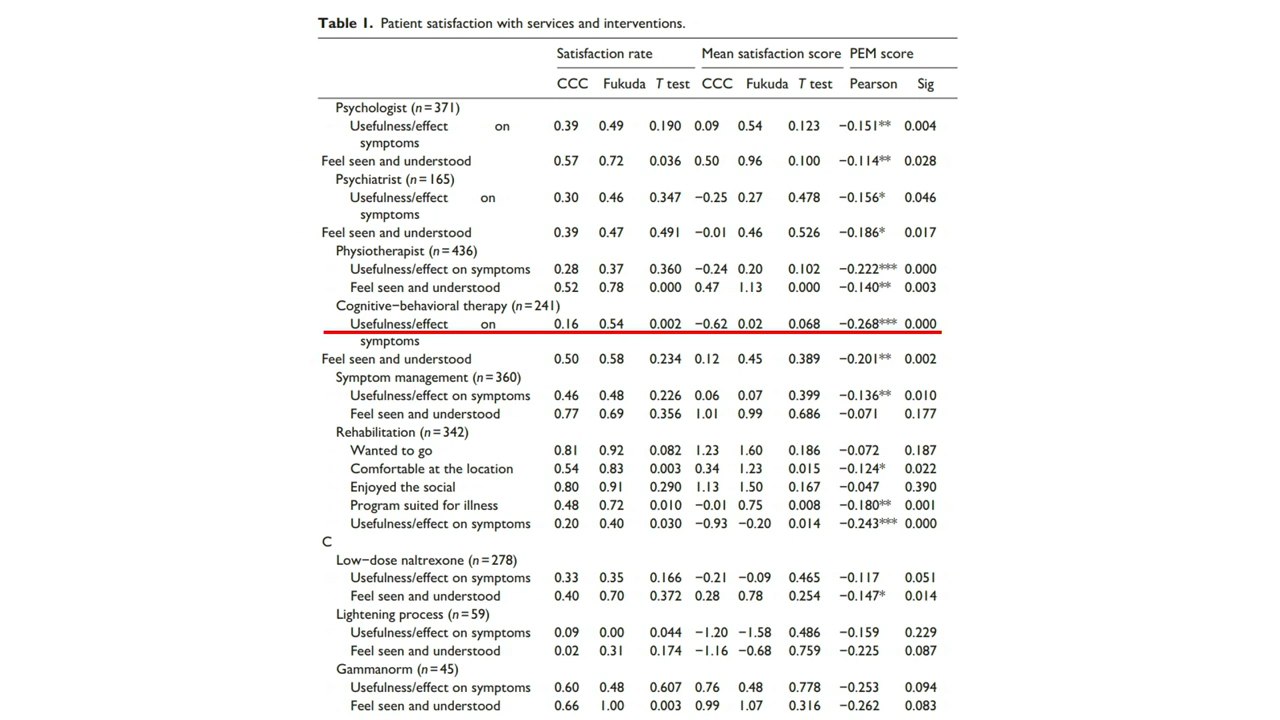 Table 1. Patient satisfaction with services and interventions.
Satisfaction rate Mean satisfaction score PEM score
CCC Fukuda T test CCC Fukuda T test Pearson Sig
Psychologist (n=371)
Usefulness/effect on 0.39 0.49 0.190 0.09 0.54 0.123 −0.151** 0.004
symptoms
Feel seen and understood 0.57 0.72 0.036 0.50 0.96 0.100 −0.114** 0.028
Psychiatrist (n=165)
Usefulness/effect on 0.30 0.46 0.347 −0.25 0.27 0.478 −0.156* 0.046
symptoms
Feel seen and understood 0.39 0.47 0.491 −0.01 0.46 0.526 −0.186* 0.017
Physiotherapist (n=436)
Usefulness/effect on symptoms 0.28 0.37 0.360 −0.24 0.20 0.102 −0.222*** 0.000
Feel seen and understood 0.52 0.78 0.000 0.47 1.13 0.000 −0.140** 0.003
Cognitive−behavioral therapy (n=241)
Usefulness/effect on 0.16 0.54 0.002 −0.62 0.02 0.068 −0.268*** 0.000
symptoms
Feel seen and understood 0.50 0.58 0.234 0.12 0.45 0.389 −0.201** 0.002
Symptom management (n=360)
Usefulness/effect on symptoms 0.46 0.48 0.226 0.06 0.07 0.399 −0.136** 0.010
Feel seen and understood 0.77 0.69 0.356 1.01 0.99 0.686 −0.071 0.177
Rehabilitation (n=342)
Wanted to go 0.81 0.92 0.082 1.23 1.60 0.186 −0.072 0.187
Comfortable at the location 0.54 0.83 0.003 0.34 1.23 0.015 −0.124* 0.022
Enjoyed the social 0.80 0.91 0.290 1.13 1.50 0.167 −0.047 0.390
Program suited for illness 0.48 0.72 0.010 −0.01 0.75 0.008 −0.180** 0.001
Usefulness/effect on symptoms 0.20 0.40 0.030 −0.93 −0.20 0.014 −0.243*** 0.000
C
Low−dose naltrexone (n=278)
Usefulness/effect on symptoms 0.33 0.35 0.166 −0.21 −0.09 0.465 −0.117 0.051
Feel seen and understood 0.40 0.70 0.372 0.28 0.78 0.254 −0.147* 0.014
Lightening process (n=59)
Usefulness/effect on symptoms 0.09 0.00 0.044 −1.20 −1.58 0.486 −0.159 0.229
Feel seen and understood 0.02 0.31 0.174 −1.16 −0.68 0.759 −0.225 0.087
Gammanorm (n=45)
Usefulness/effect on symptoms 0.60 0.48 0.607 0.76 0.48 0.778 −0.253 0.094
Feel seen and understood 0.66 1.00 0.003 0.99 1.07 0.316 −0.262 0.083